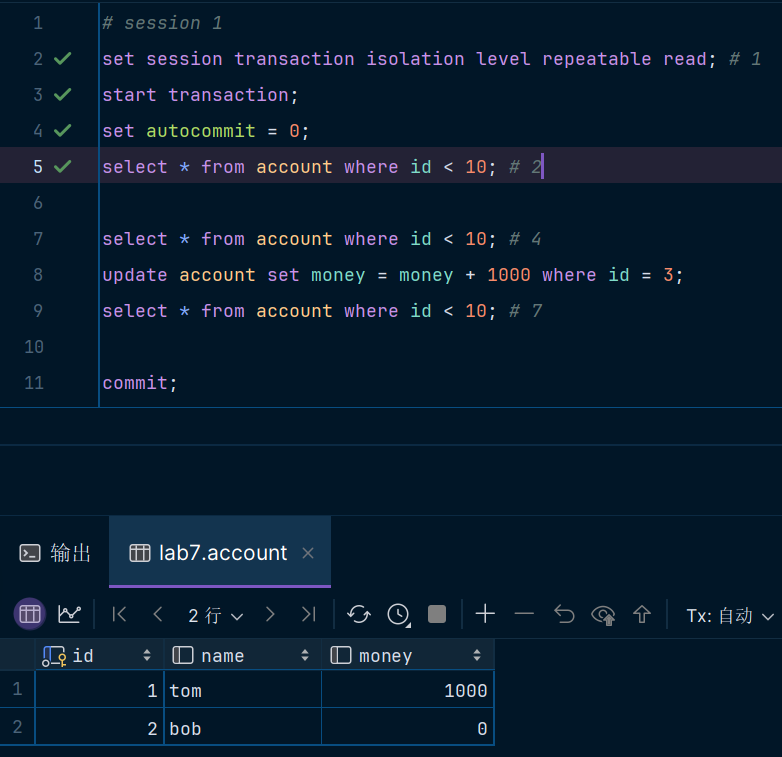 1 # session 1
2 set session transaction isolation level repeatable read; # 1
3 start transaction;
4 set autocommit = 0;
5 select * from account where id < 10; # 2
6
7 select * from account where id < 10; # 4
8 update account set money = money + 1000 where id = 3;
9 select * from account where id < 10; # 7
10
11 commit;
输出 lab7.account
2 行 Tx: 自动
id name money
1 1 tom 1000
2 2 bob 0